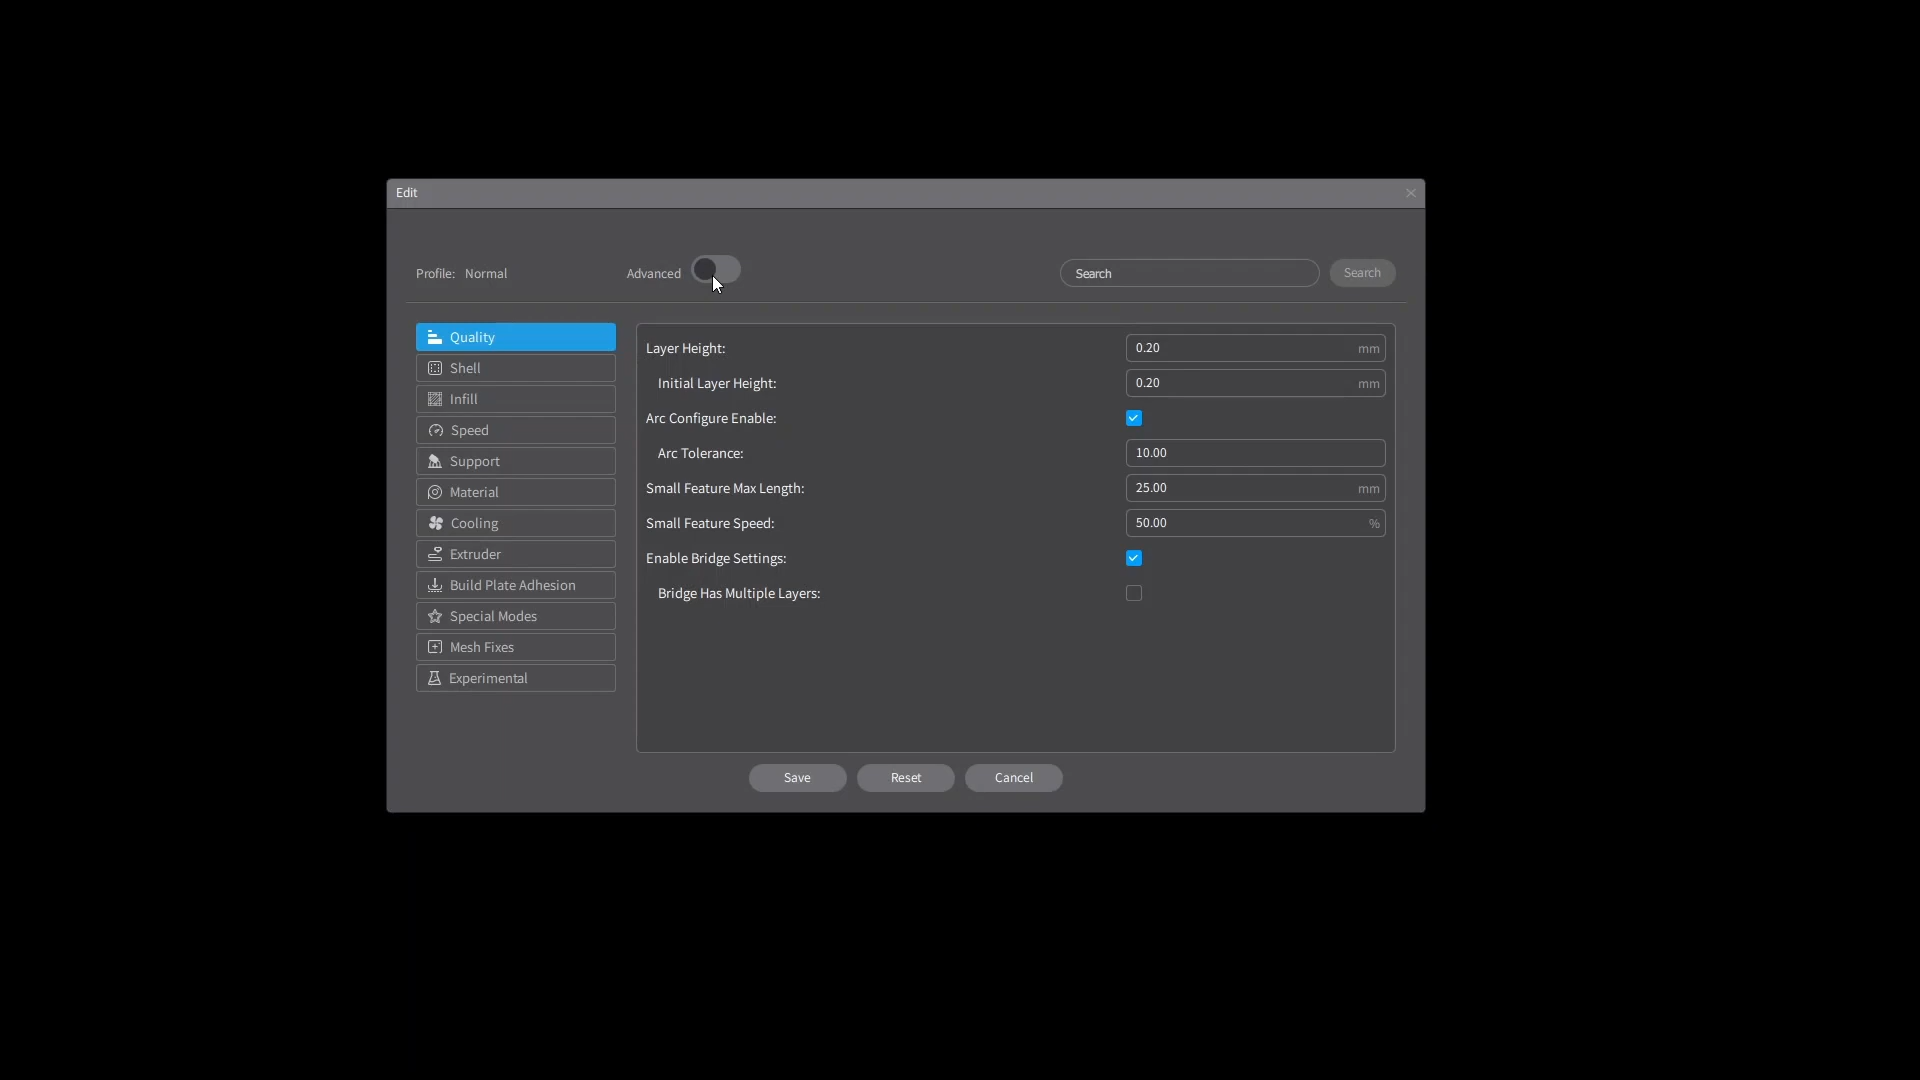 Edit
Profile: Normal
Advanced
Search
Search
Quality
Shell
Infill
Speed
Support
Material
Cooling
Extruder
Build Plate Adhesion
Special Modes
Mesh Fixes
Experimental
Layer Height: 0.20 mm
Initial Layer Height: 0.20 mm
Arc Configure Enable:
Arc Tolerance: 10.00
Small Feature Max Length: 25.00 mm
Small Feature Speed: 50.00 %
Enable Bridge Settings:
Bridge Has Multiple Layers:
Save
Reset
Cancel